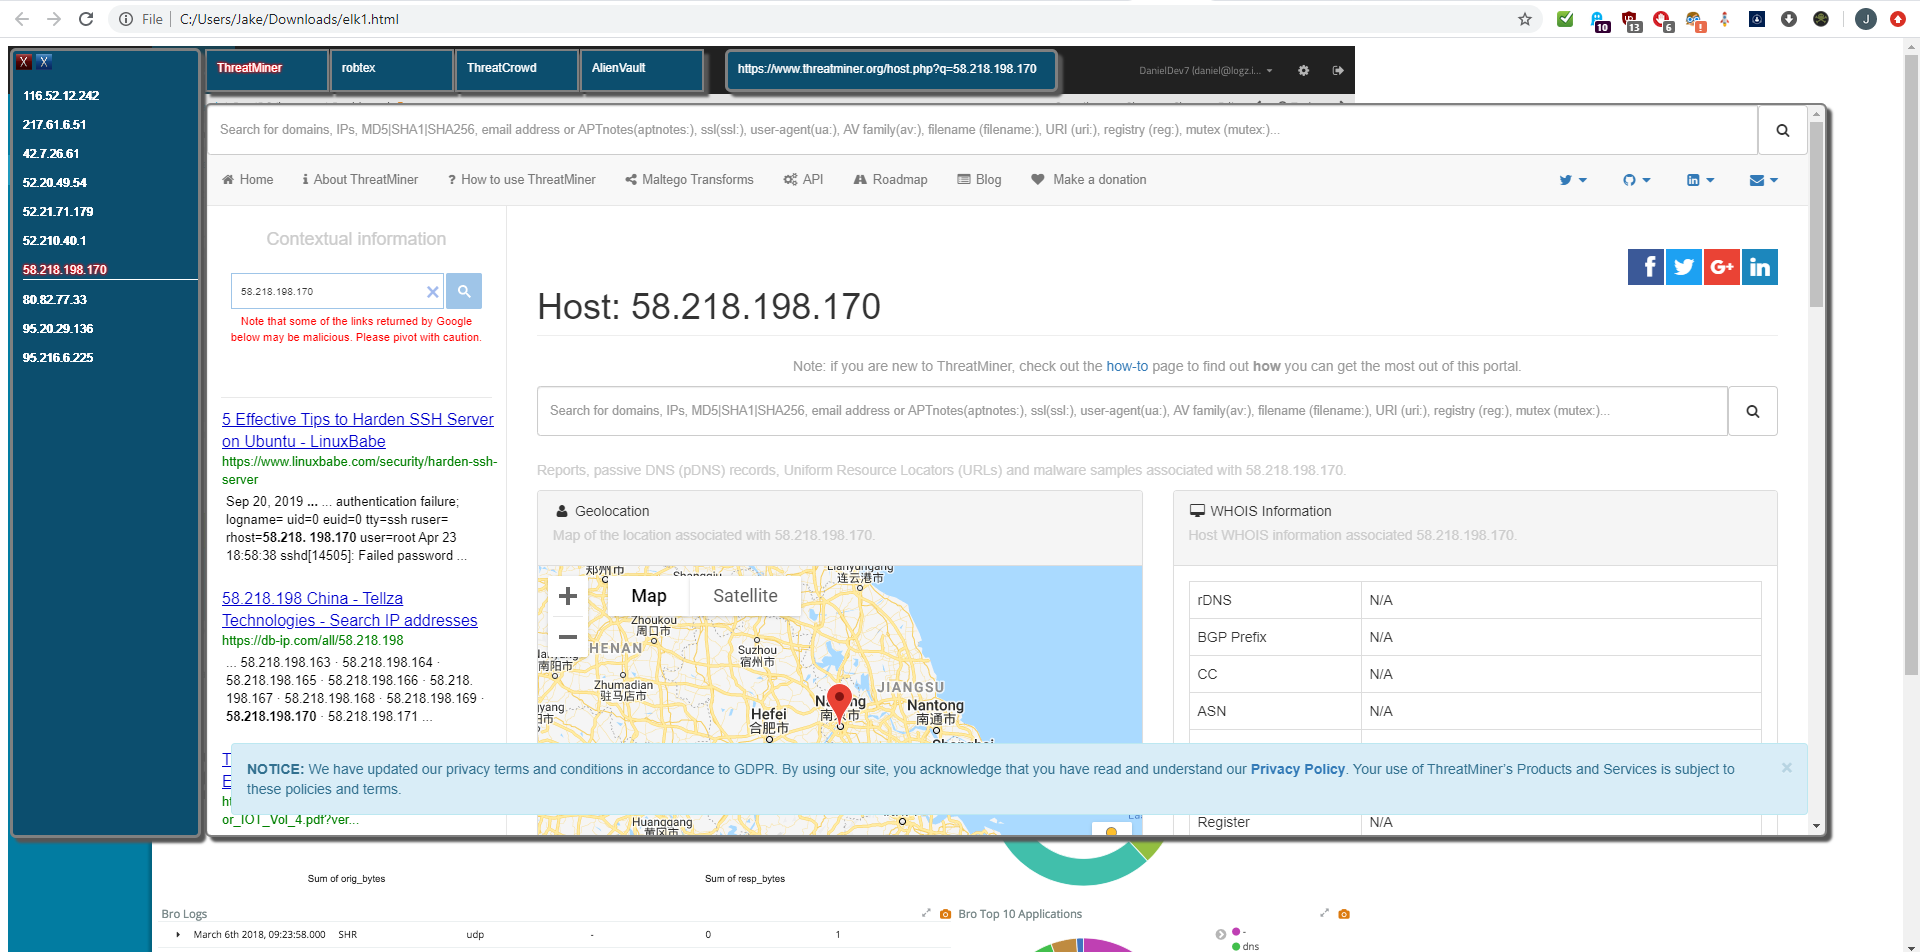 File | C:/Users/Jake/Downloads/elk1.html
10
13
6
J
X X
ThreatMiner
robtex
ThreatCrowd
AlienVault
https://www.threatminer.org/host.php?q=58.218.198.170
DanielDev7 (daniel@logz.i...
116.52.12.242
217.61.6.51
42.7.26.61
52.20.49.54
52.21.71.179
52.210.40.1
58.218.198.170
80.82.77.33
95.20.29.136
95.216.6.225
Search for domains, IPs, MD5|SHA1|SHA256, email address or APTnotes(aptnotes:), ssl(ssl:), user-agent(ua:), AV family(av:), filename (filename:), URI (uri:), registry (reg:), mutex (mutex:)...
Home
About ThreatMiner
? How to use ThreatMiner
Maltego Transforms
API
Roadmap
Blog
Make a donation
Contextual information
58.218.198.170
Note that some of the links returned by Google
below may be malicious. Please pivot with caution.
5 Effective Tips to Harden SSH Server
on Ubuntu - LinuxBabe
https://www.linuxbabe.com/security/harden-ssh-
server
Sep 20, 2019 ... ... authentication failure;
logname= uid=0 euid=0 tty=ssh ruser=
rhost=58.218. 198.170 user=root Apr 23
18:58:38 sshd[14505]: Failed password ...
58.218.198 China - Tellza
Technologies - Search IP addresses
https://db-ip.com/all/58.218.198
... 58.218.198.163 · 58.218.198.164 ·
58.218.198.165 · 58.218.198.166 · 58.218.
198.167 · 58.218.198.168 · 58.218.198.169 ·
58.218.198.170 · 58.218.198.171 ...
or_IOT_Vol_4.pdf?ver...
Host: 58.218.198.170
Note: if you are new to ThreatMiner, check out the how-to page to find out how you can get the most out of this portal.
Search for domains, IPs, MD5|SHA1|SHA256, email address or APTnotes(aptnotes:), ssl(ssl:), user-agent(ua:), AV family(av:), filename (filename:), URI (uri:), registry (reg:), mutex (mutex:)...
Reports, passive DNS (pDNS) records, Uniform Resource Locators (URLs) and malware samples associated with 58.218.198.170.
Geolocation
Map of the location associated with 58.218.198.170.
Map
Satellite
郑州市
连云港市
Zhoukou
周口市
HENAN
南阳市
Suzhou
宿州市
Zhumadian
驻马店市
JIANGSU
Hefei
合肥市
Nantong
南通市
Huanggang
黄冈市
WHOIS Information
Host WHOIS information associated 58.218.198.170.
rDNS N/A
BGP Prefix N/A
CC N/A
ASN N/A
Register N/A
NOTICE: We have updated our privacy terms and conditions in accordance to GDPR. By using our site, you acknowledge that you have read and understand our Privacy Policy. Your use of ThreatMiner's Products and Services is subject to
these policies and terms.
Sum of orig_bytes
Sum of resp_bytes
Bro Logs
March 6th 2018, 09:23:58.000 SHR udp - 0 1
Bro Top 10 Applications
-
dns